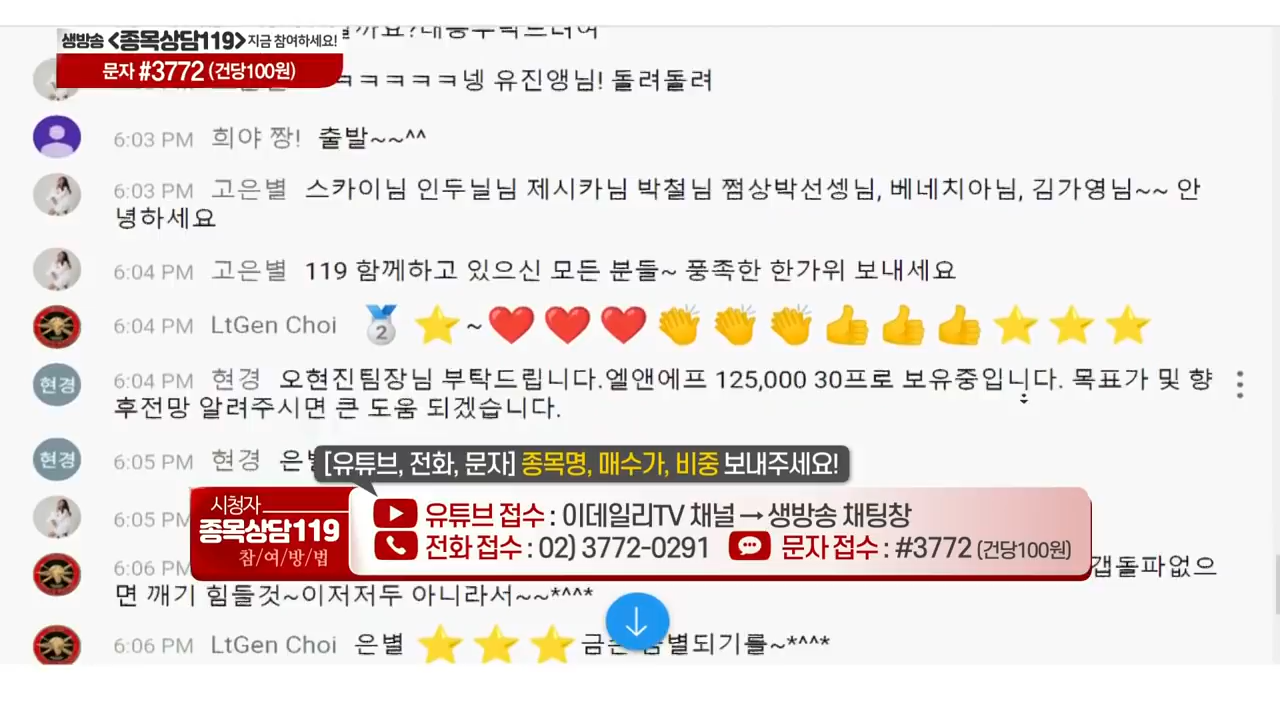 생방송 <종목상담119> 지금 참여하세요!
문자 #3772 (건당100원)
ㅋㅋㅋㅋㅋ넹 유진앵님! 돌려돌려
6:03 PM 희야 짱! 출발~~^^
6:03 PM 고은별 스카이님 인두닐님 제시카님 박철님 쩜상박선셍님, 베네치아님, 김가영님~~ 안
녕하세요
6:04 PM 고은별 119 함께하고 있으신 모든 분들~ 풍족한 한가위 보내세요
6:04 PM LtGen Choi 🥈⭐~❤️❤️❤️👏👏👏👍👍👍⭐⭐⭐
현경 6:04 PM 현경 오현진팀장님 부탁드립니다.엘앤에프 125,000 30프로 보유중입니다. 목표가 및 향
후전망 알려주시면 큰 도움 되겠습니다.
현경 6:05 PM 현경
[유튜브, 전화, 문자] 종목명, 매수가, 비중 보내주세요!
시청자
종목상담119
참/여/방/법
유튜브 접수 : 이데일리TV 채널 → 생방송 채팅창
전화 접수 : 02) 3772-0291 문자 접수 : #3772 (건당100원)
6:05 PM
6:06 PM 갭돌파없으
면 깨기 힘들것~이저저두 아니라서~~*^^^*
6:06 PM LtGen Choi 은별 ⭐⭐⭐ 별되기를~*^^^*